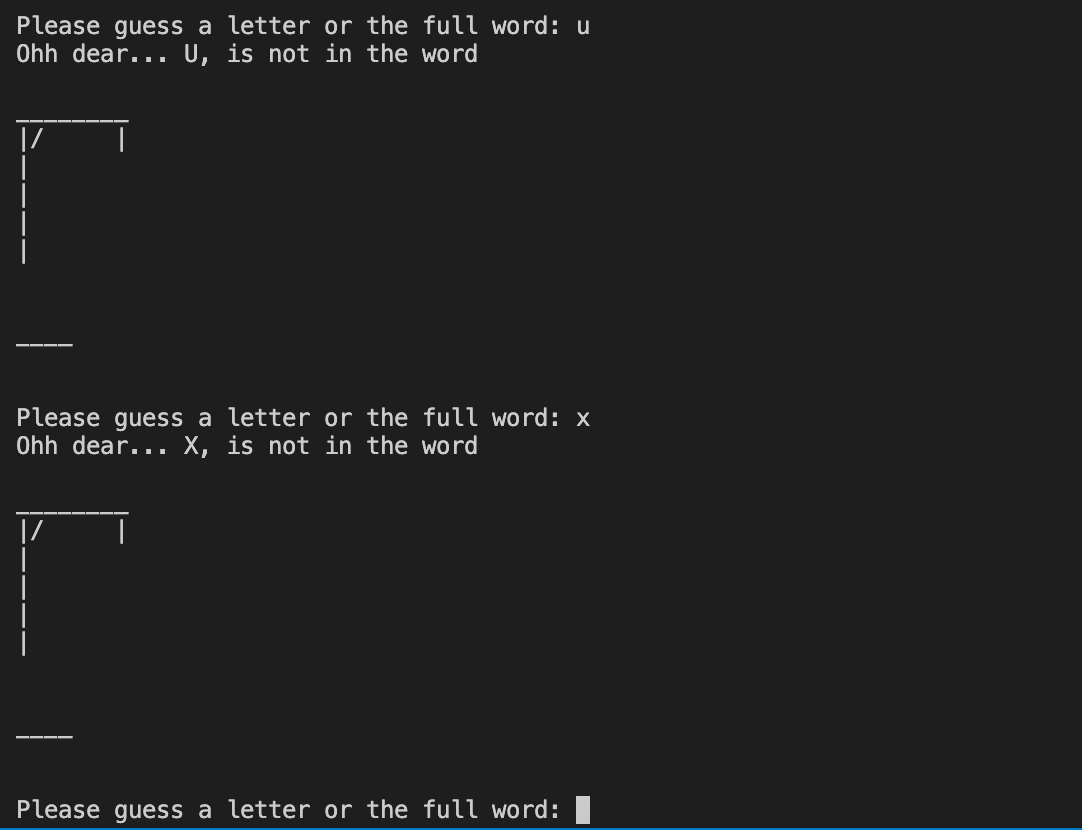 Please guess a letter or the full word: u
Ohh dear... U, is not in the word
________
|/     |
|
|
|
|
____
Please guess a letter or the full word: x
Ohh dear... X, is not in the word
________
|/     |
|
|
|
|
____
Please guess a letter or the full word: